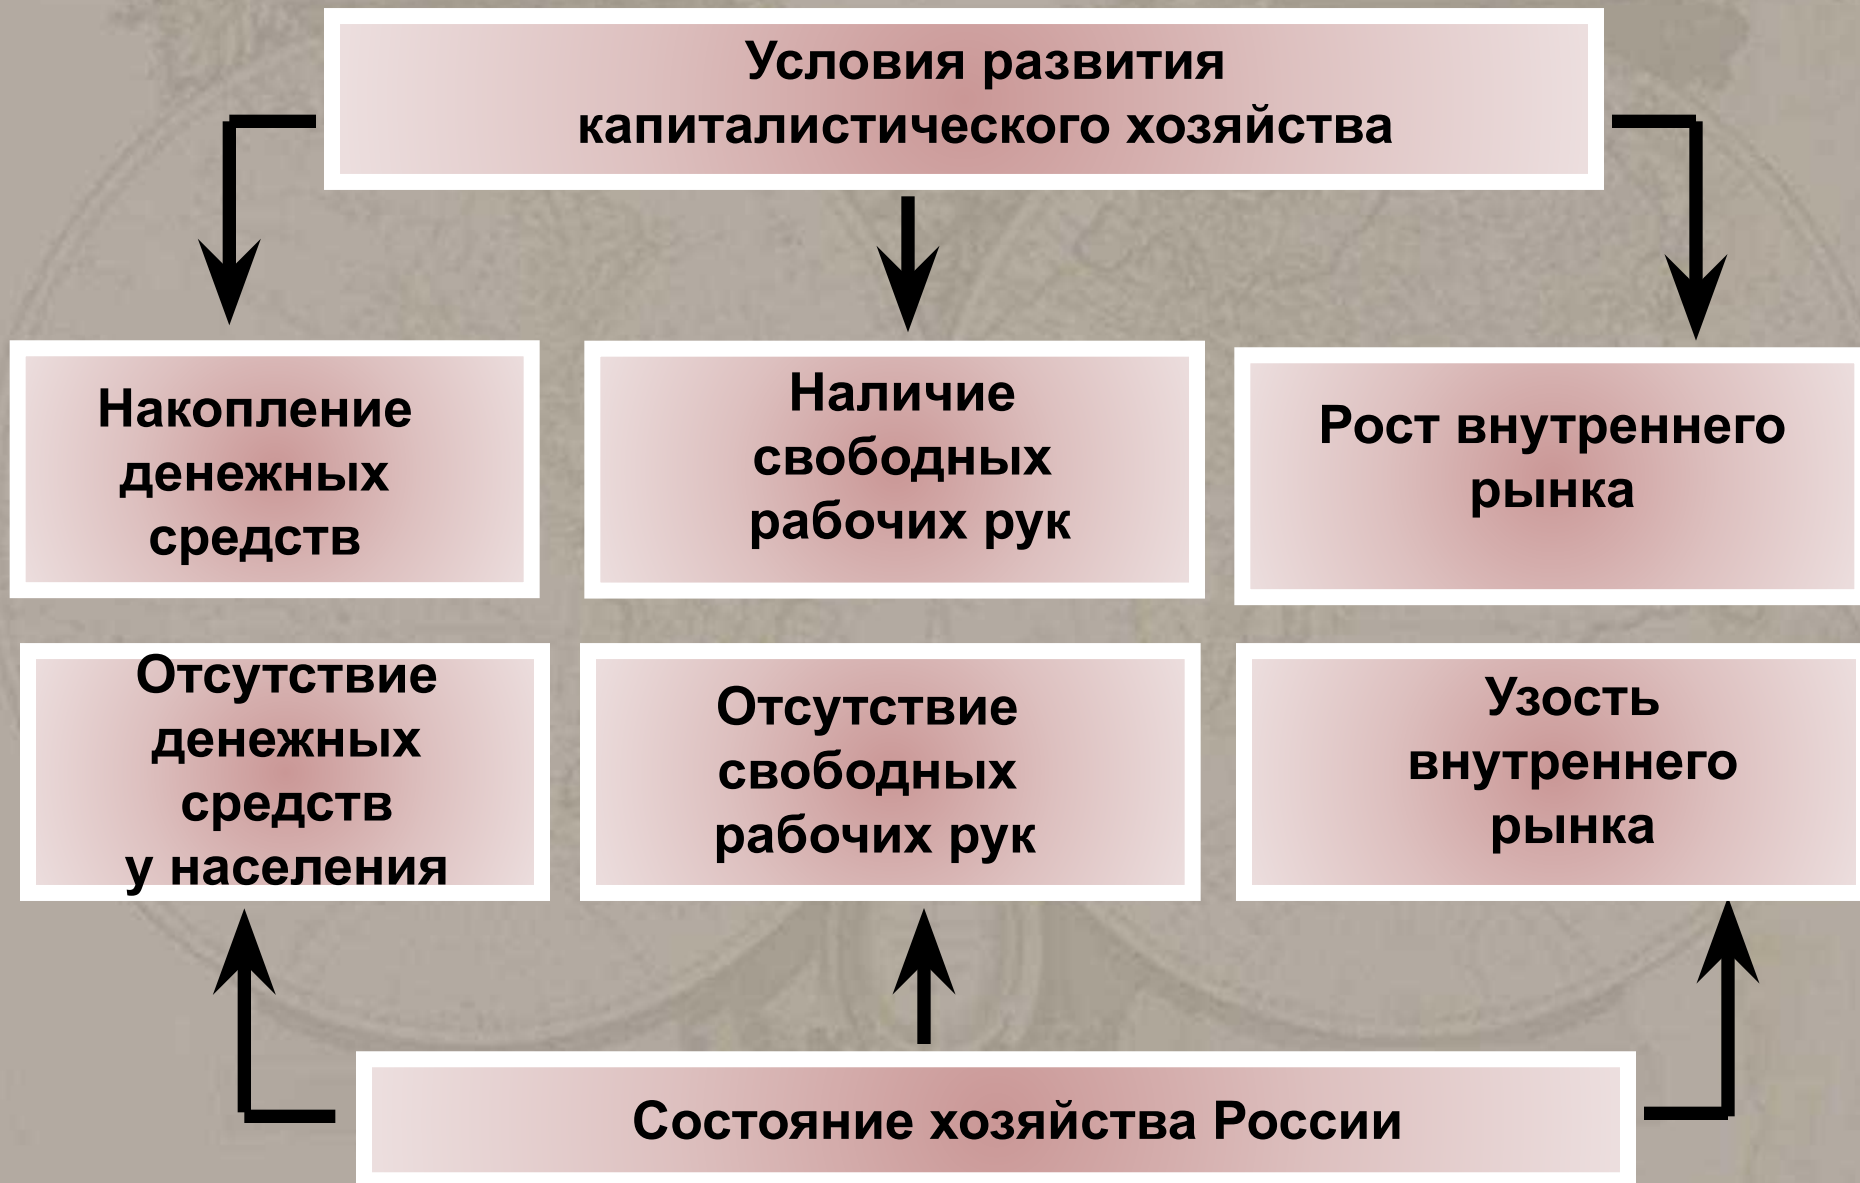 Условия развития
капиталистического хозяйства
Накопление
денежных
средств
Наличие
свободных
рабочих рук
Рост внутреннего
рынка
Отсутствие
денежных
средств
у населения
Отсутствие
свободных
рабочих рук
Узость
внутреннего
рынка
Состояние хозяйства России